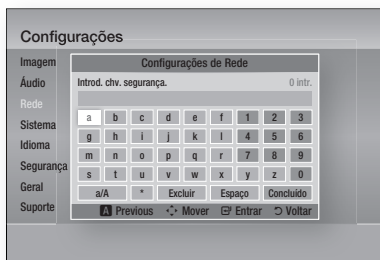 Configurações
Imagem
Áudio
Rede
Sistema
Idioma
Segurança
Geral
Suporte
Configurações de Rede
Introd. chv. segurança. 0 intr.
a b c d e f 1 2 3
g h i j k l 4 5 6
m n o p q r 7 8 9
s t u v w x y z 0
a/A * Excluir Espaço Concluído
A Previous Mover Entrar Voltar